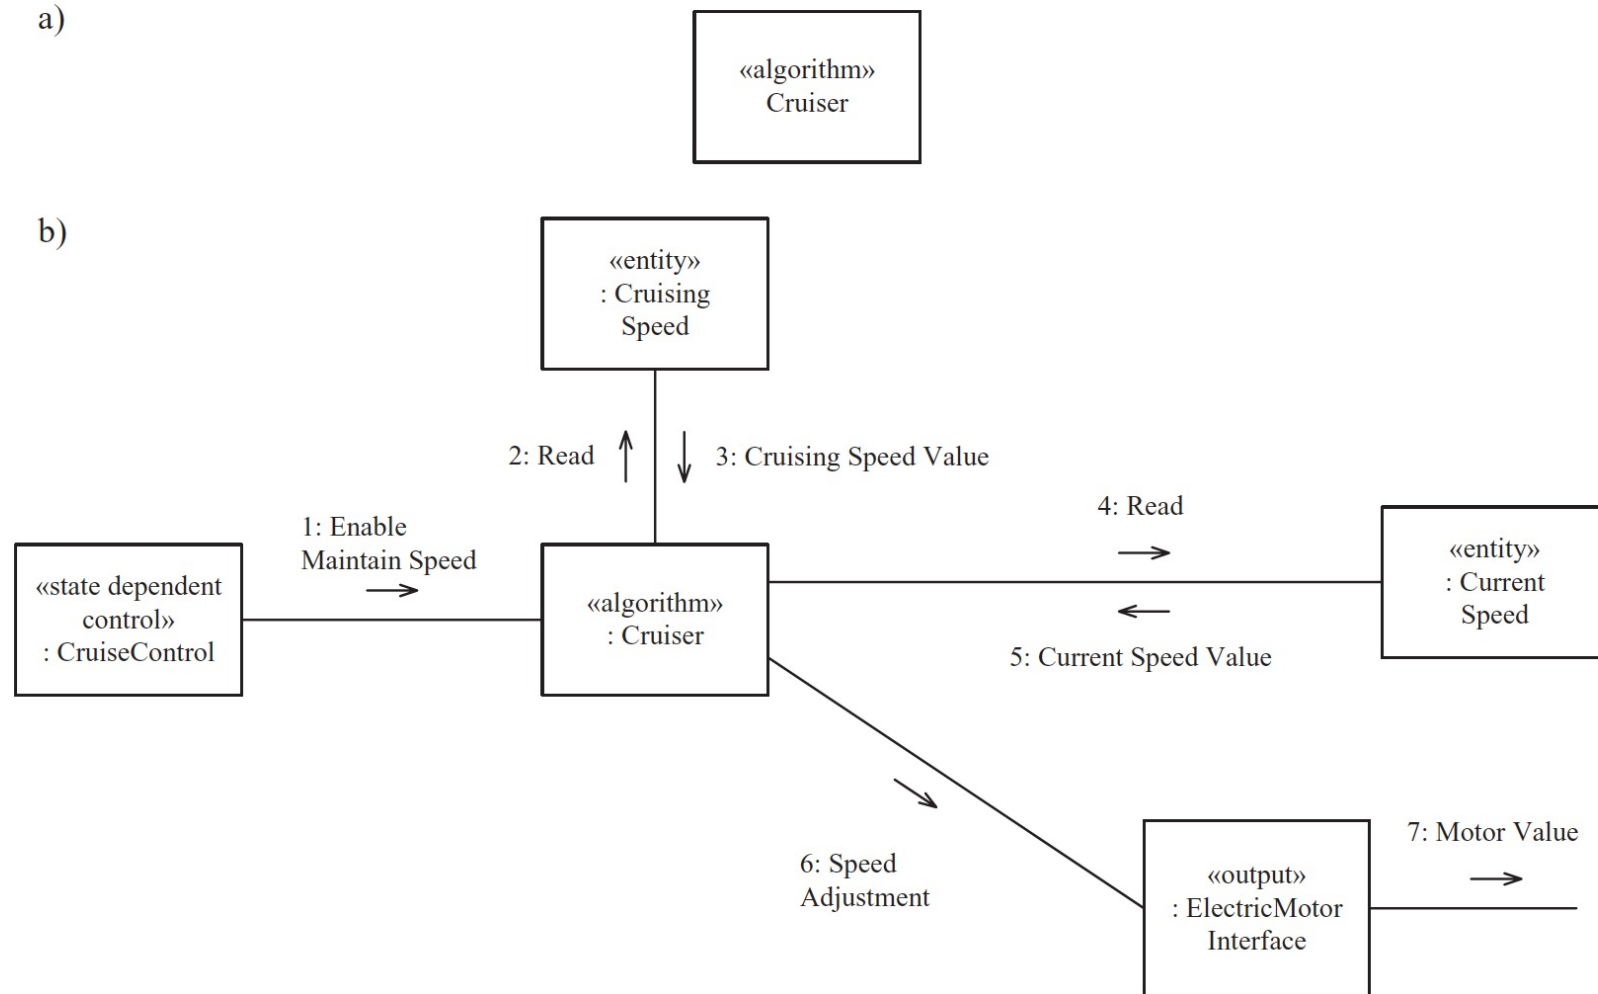 a)
«algorithm»
Cruiser
b)
«entity»
: Cruising
Speed
2: Read
3: Cruising Speed Value
4: Read
1: Enable
Maintain Speed
«state dependent
control»
: CruiseControl
«algorithm»
: Cruiser
«entity»
: Current
Speed
5: Current Speed Value
6: Speed
Adjustment
7: Motor Value
«output»
: ElectricMotor
Interface